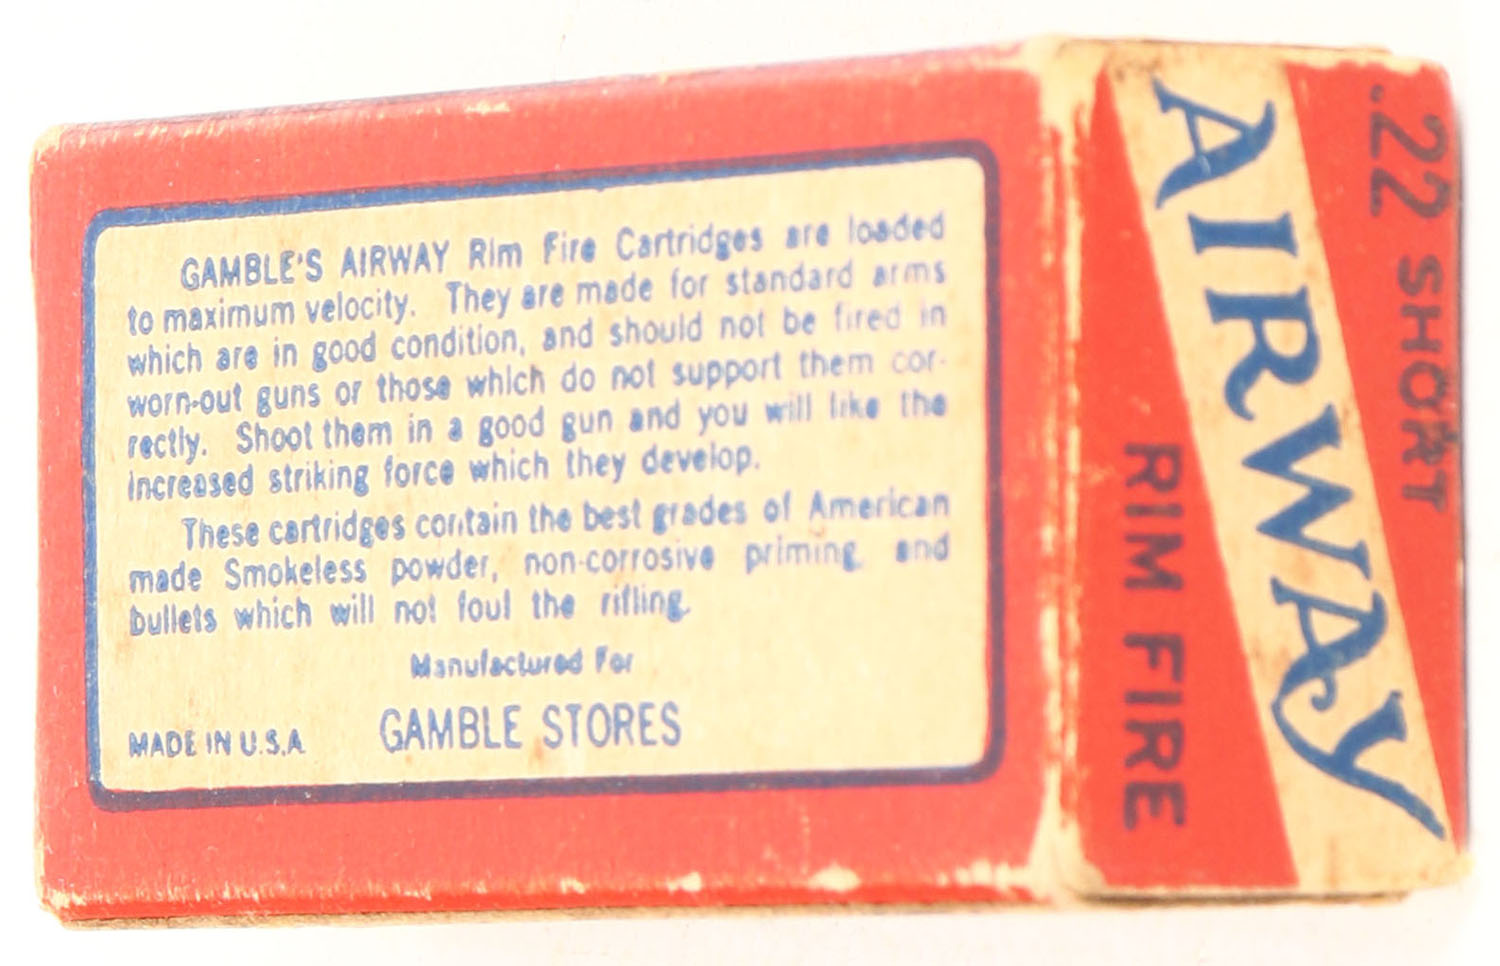 GAMBLE'S AIRWAY Rim Fire Cartridges are loaded
to maximum velocity. They are made for standard arms
which are in good condition, and should not be fired in
worn-out guns or those which do not support them cor-
rectly. Shoot them in a good gun and you will like the
increased striking force which they develop.
These cartridges contain the best grades of American
made Smokeless powder, non-corrosive priming, and
bullets which will not foul the rifling.
Manufactured For
MADE IN U.S.A. GAMBLE STORES
.22 SHORT
AIRWAY
RIM FIRE